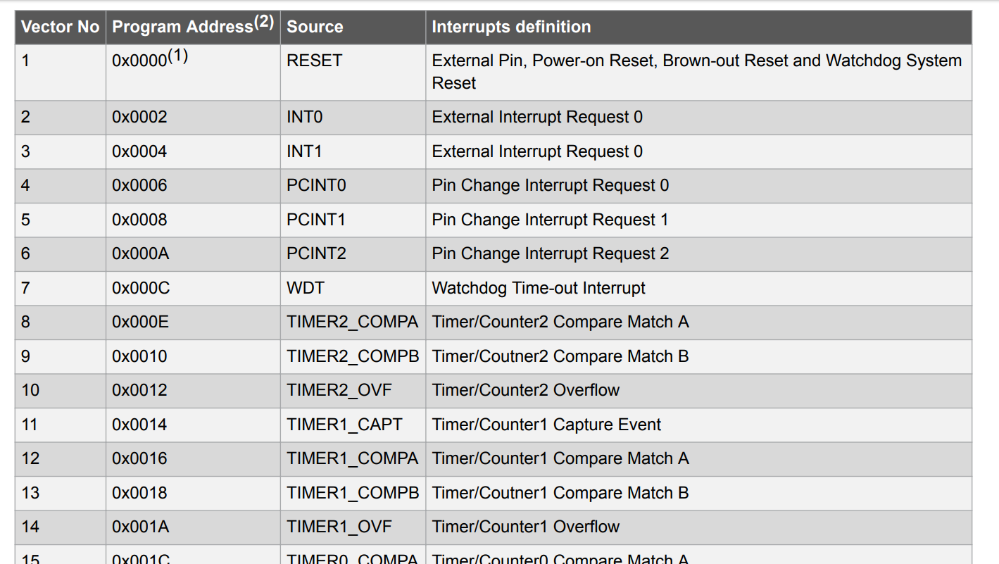 Vector No Program Address(2) Source Interrupts definition
1 0x0000(1) RESET External Pin, Power-on Reset, Brown-out Reset and Watchdog System
Reset
2 0x0002 INT0 External Interrupt Request 0
3 0x0004 INT1 External Interrupt Request 0
4 0x0006 PCINT0 Pin Change Interrupt Request 0
5 0x0008 PCINT1 Pin Change Interrupt Request 1
6 0x000A PCINT2 Pin Change Interrupt Request 2
7 0x000C WDT Watchdog Time-out Interrupt
8 0x000E TIMER2_COMPA Timer/Counter2 Compare Match A
9 0x0010 TIMER2_COMPB Timer/Coutner2 Compare Match B
10 0x0012 TIMER2_OVF Timer/Counter2 Overflow
11 0x0014 TIMER1_CAPT Timer/Counter1 Capture Event
12 0x0016 TIMER1_COMPA Timer/Counter1 Compare Match A
13 0x0018 TIMER1_COMPB Timer/Coutner1 Compare Match B
14 0x001A TIMER1_OVF Timer/Counter1 Overflow
15 0x001C TIMER0_COMPA Timer/Counter0 Compare Match A